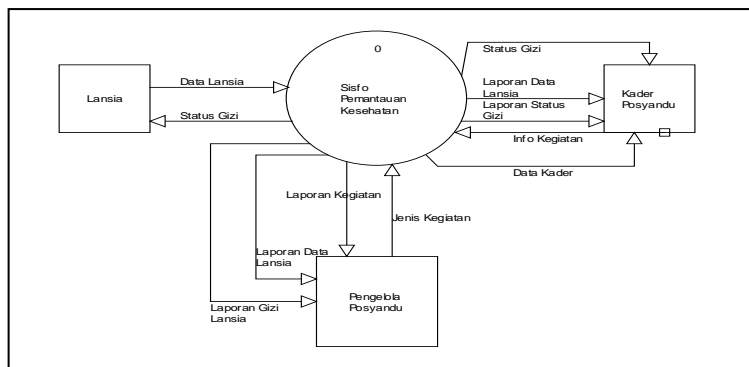 0
Status Gizi
Lansia
Data Lansia
Sisfo
Pemantauan
Kesehatan
Laporan Data
Lansia
Laporan Status
Gizi
Kader
Posyandu
Status Gizi
Info Kegiatan
Data Kader
Laporan Kegiatan
Jenis Kegiatan
Laporan Data
Lansia
Laporan Gizi
Lansia
Pengelola
Posyandu